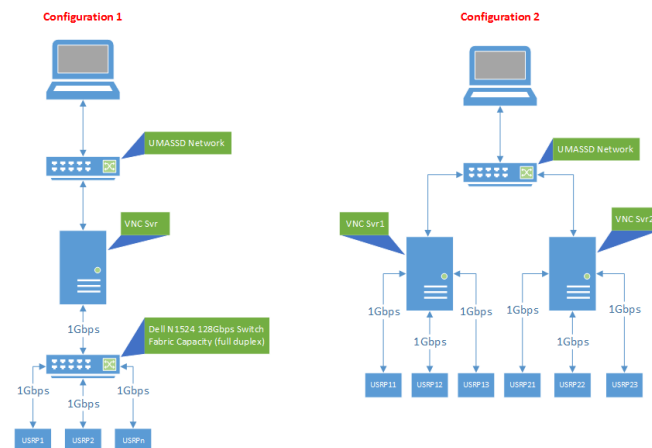 Configuration 1
Configuration 2
UMASSD Network
UMASSD Network
VNC Svr
VNC Svr1
VNC Svr2
1Gbps
Dell N1524 128Gbps Switch
Fabric Capacity (full duplex)
1Gbps
1Gbps
1Gbps
USRP1
USRP2
USRPn
1Gbps
1Gbps
1Gbps
1Gbps
1Gbps
1Gbps
USRP11
USRP12
USRP13
USRP21
USRP22
USRP23